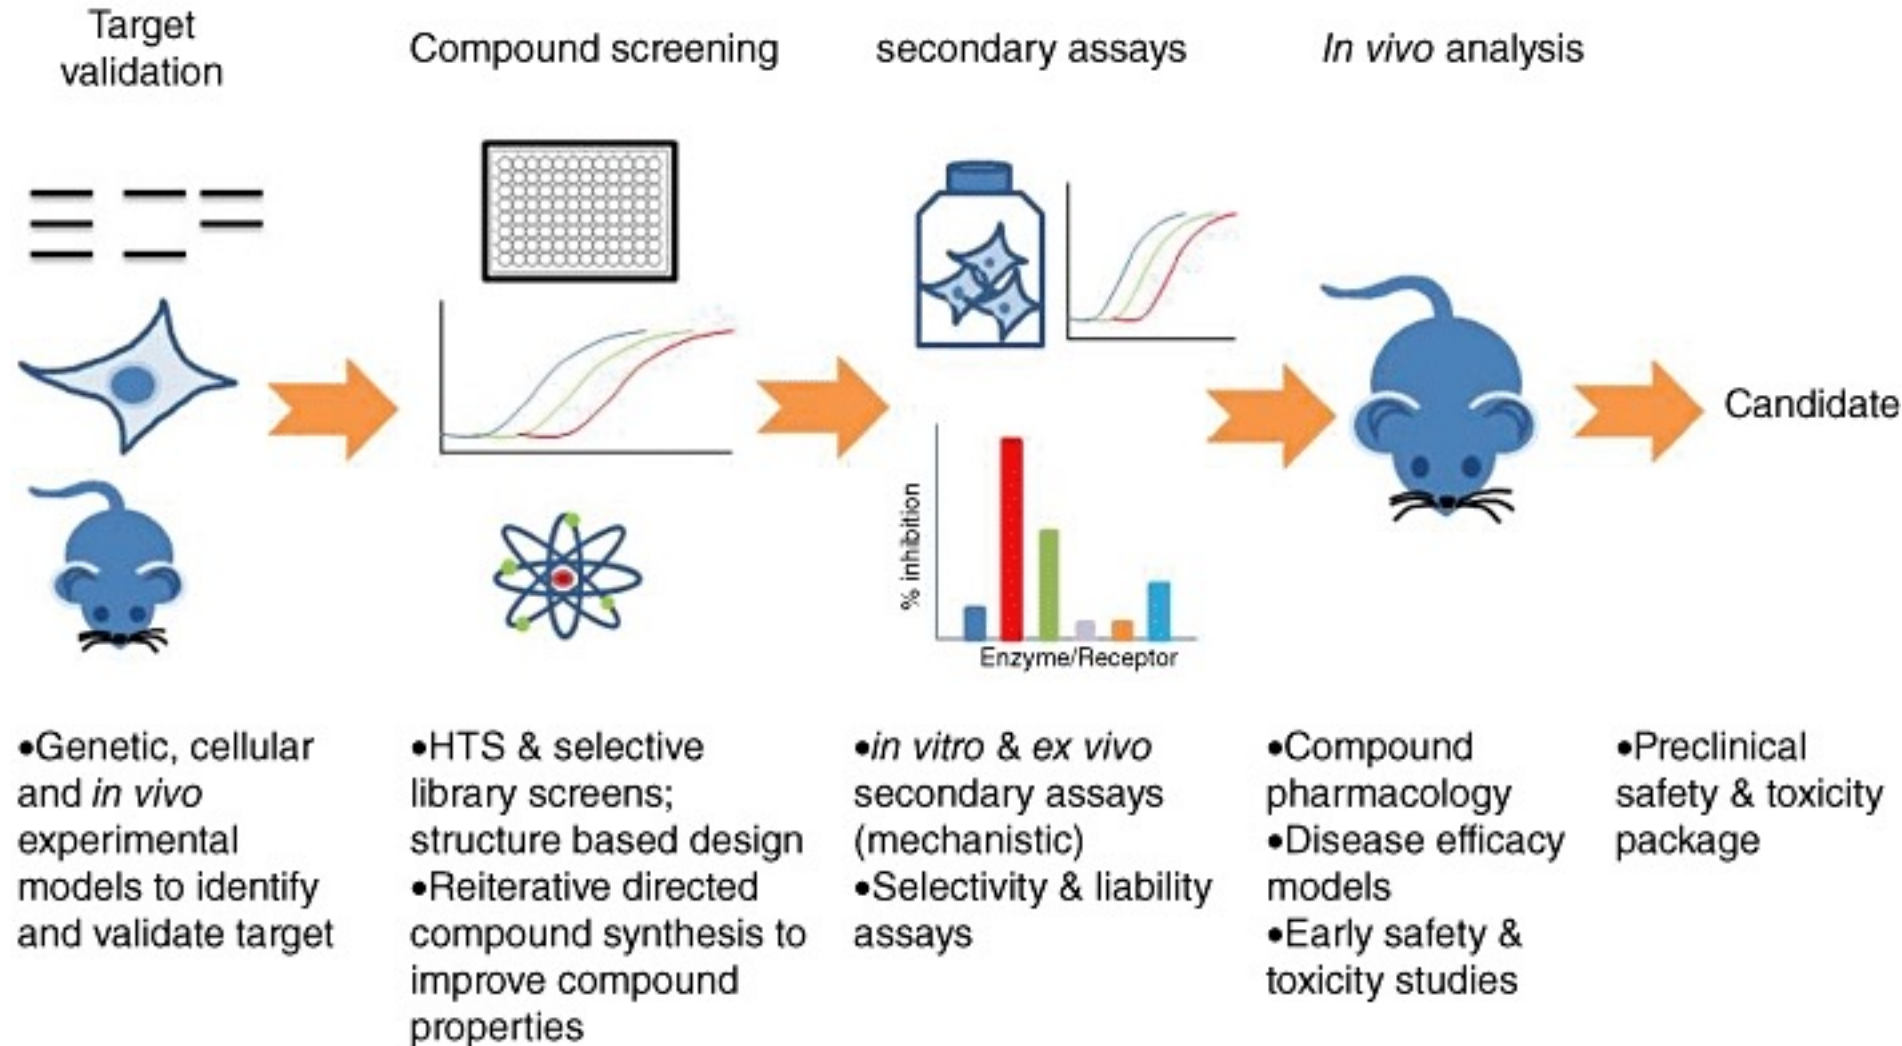 Target
validation
Compound screening
secondary assays
In vivo analysis
Candidate
% inhibition
Enzyme/Receptor
•Genetic, cellular
and in vivo
experimental
models to identify
and validate target
•HTS & selective
library screens;
structure based design
•Reiterative directed
compound synthesis to
improve compound
properties
•in vitro & ex vivo
secondary assays
(mechanistic)
•Selectivity & liability
assays
•Compound
pharmacology
•Disease efficacy
models
•Early safety &
toxicity studies
•Preclinical
safety & toxicity
package